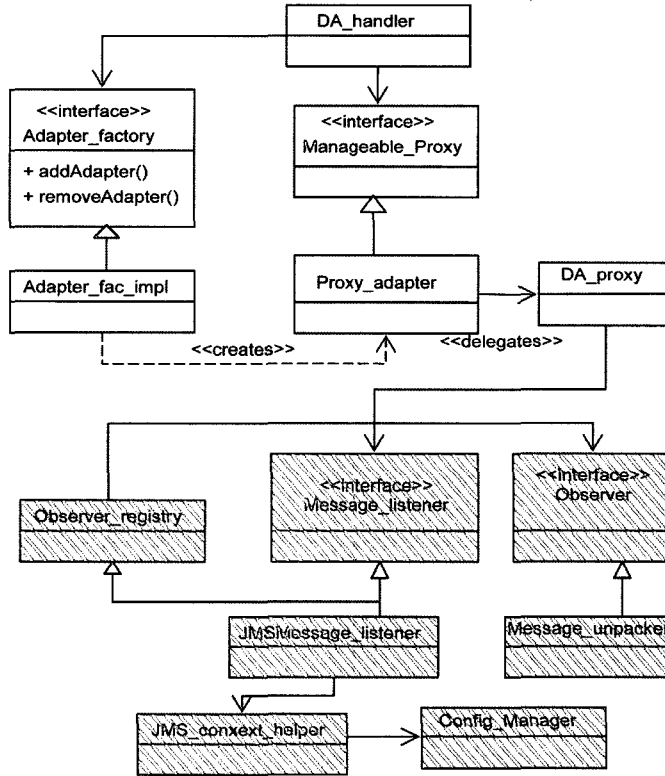 DA_handler
<<interface>>
Adapter_factory
+ addAdapter()
+ removeAdapter()
<<interface>>
Manageable_Proxy
Adapter_fac_impl
Proxy_adapter
DA_proxy
<<creates>>
<<delegates>>
Observer_registry
<<interface>>
Message_listener
<<interface>>
Observer
JMSMessage_listener
Message_unpacker
JMS_conxext_helper
Config_Manager